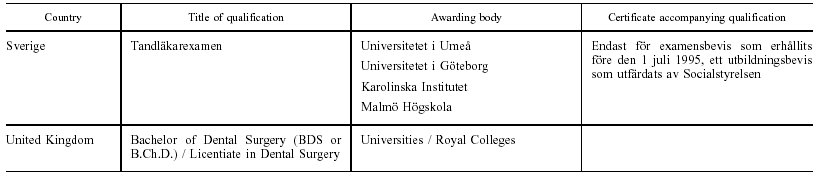 Country Title of qualification Awarding body Certificate accompanying qualification
Sverige Tandläkarexamen Universitetet i Umeå Endast för examensbevis som erhållits
Universitetet i Göteborg före den 1 juli 1995, ett utbildningsbevis
Karolinska Institutet som utfärdats av Socialstyrelsen
Malmö Högskola
United Kingdom Bachelor of Dental Surgery (BDS or Universities / Royal Colleges
B.Ch.D.) / Licentiate in Dental Surgery